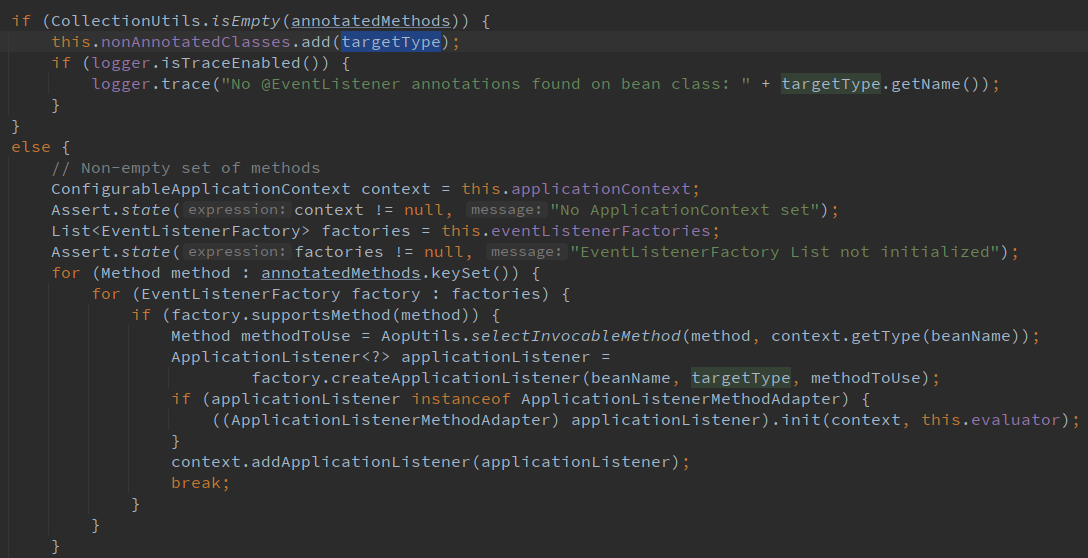 if (CollectionUtils.isEmpty(annotatedMethods)) {
    this.nonAnnotatedClasses.add(targetType);
    if (logger.isTraceEnabled()) {
        logger.trace("No @EventListener annotations found on bean class: " + targetType.getName());
    }
}
else {
    // Non-empty set of methods
    ConfigurableApplicationContext context = this.applicationContext;
    Assert.state( expression: context != null, message: "No ApplicationContext set");
    List<EventListenerFactory> factories = this.eventListenerFactories;
    Assert.state( expression: factories != null, message: "EventListenerFactory List not initialized");
    for (Method method : annotatedMethods.keySet()) {
        for (EventListenerFactory factory : factories) {
            if (factory.supportsMethod(method)) {
                Method methodToUse = AopUtils.selectInvocableMethod(method, context.getType(beanName));
                ApplicationListener<?> applicationListener =
                        factory.createApplicationListener(beanName, targetType, methodToUse);
                if (applicationListener instanceof ApplicationListenerMethodAdapter) {
                    ((ApplicationListenerMethodAdapter) applicationListener).init(context, this.evaluator);
                }
                context.addApplicationListener(applicationListener);
                break;
            }
        }
    }